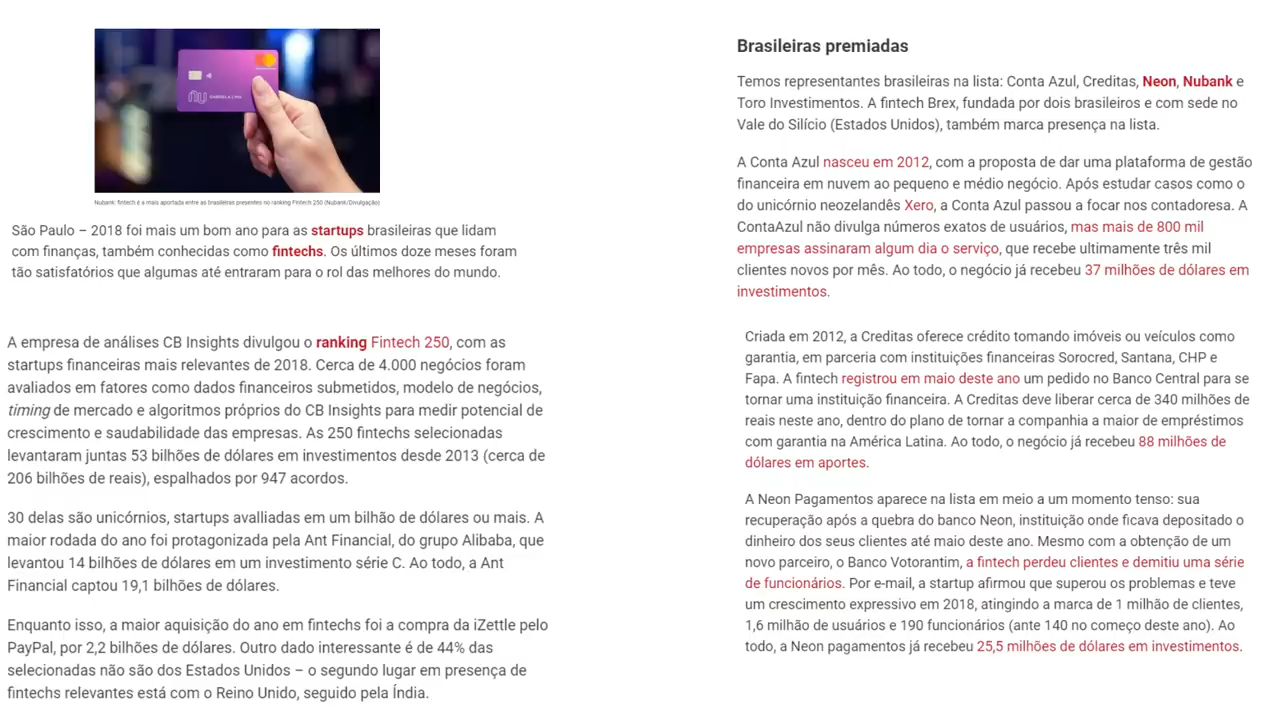 nu GABRIELA LIMA
Nubank: fintech é a mais aportada entre as brasileiras presentes no ranking Fintech 250 (Nubank/Divulgação)
São Paulo – 2018 foi mais um bom ano para as startups brasileiras que lidam
com finanças, também conhecidas como fintechs. Os últimos doze meses foram
tão satisfatórios que algumas até entraram para o rol das melhores do mundo.
A empresa de análises CB Insights divulgou o ranking Fintech 250, com as
startups financeiras mais relevantes de 2018. Cerca de 4.000 negócios foram
avaliados em fatores como dados financeiros submetidos, modelo de negócios,
timing de mercado e algoritmos próprios do CB Insights para medir potencial de
crescimento e saudabilidade das empresas. As 250 fintechs selecionadas
levantaram juntas 53 bilhões de dólares em investimentos desde 2013 (cerca de
206 bilhões de reais), espalhados por 947 acordos.
30 delas são unicórnios, startups avalliadas em um bilhão de dólares ou mais. A
maior rodada do ano foi protagonizada pela Ant Financial, do grupo Alibaba, que
levantou 14 bilhões de dólares em um investimento série C. Ao todo, a Ant
Financial captou 19,1 bilhões de dólares.
Enquanto isso, a maior aquisição do ano em fintechs foi a compra da iZettle pelo
PayPal, por 2,2 bilhões de dólares. Outro dado interessante é de 44% das
selecionadas não são dos Estados Unidos – o segundo lugar em presença de
fintechs relevantes está com o Reino Unido, seguido pela Índia.
Brasileiras premiadas
Temos representantes brasileiras na lista: Conta Azul, Creditas, Neon, Nubank e
Toro Investimentos. A fintech Brex, fundada por dois brasileiros e com sede no
Vale do Silício (Estados Unidos), também marca presença na lista.
A Conta Azul nasceu em 2012, com a proposta de dar uma plataforma de gestão
financeira em nuvem ao pequeno e médio negócio. Após estudar casos como o
do unicórnio neozelandês Xero, a Conta Azul passou a focar nos contadoresa. A
ContaAzul não divulga números exatos de usuários, mas mais de 800 mil
empresas assinaram algum dia o serviço, que recebe ultimamente três mil
clientes novos por mês. Ao todo, o negócio já recebeu 37 milhões de dólares em
investimentos.
Criada em 2012, a Creditas oferece crédito tomando imóveis ou veículos como
garantia, em parceria com instituições financeiras Sorocred, Santana, CHP e
Fapa. A fintech registrou em maio deste ano um pedido no Banco Central para se
tornar uma instituição financeira. A Creditas deve liberar cerca de 340 milhões de
reais neste ano, dentro do plano de tornar a companhia a maior de empréstimos
com garantia na América Latina. Ao todo, o negócio já recebeu 88 milhões de
dólares em aportes.
A Neon Pagamentos aparece na lista em meio a um momento tenso: sua
recuperação após a quebra do banco Neon, instituição onde ficava depositado o
dinheiro dos seus clientes até maio deste ano. Mesmo com a obtenção de um
novo parceiro, o Banco Votorantim, a fintech perdeu clientes e demitiu uma série
de funcionários. Por e-mail, a startup afirmou que superou os problemas e teve
um crescimento expressivo em 2018, atingindo a marca de 1 milhão de clientes,
1,6 milhão de usuários e 190 funcionários (ante 140 no começo deste ano). Ao
todo, a Neon pagamentos já recebeu 25,5 milhões de dólares em investimentos.